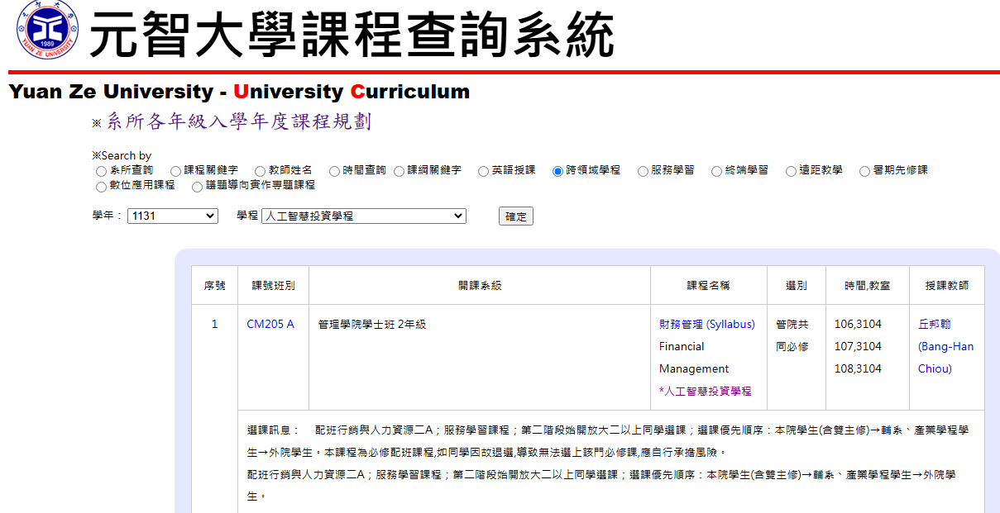 元智大學課程查詢系統
Yuan Ze University - University Curriculum
※ 系所各年級入學年度課程規劃
※Search by
系所查詢 課程關鍵字 教師姓名 時間查詢 課綱關鍵字 英語授課 跨領域學程 服務學習 終端學習 遠距教學 暑期先修課
數位應用課程 議題導向實作專題課程
學年： 1131 學程 人工智慧投資學程 確定
序號 課號班別 開課系級 課程名稱 選別 時間,教室 授課教師
1 CM205 A 管理學院學士班 2年級 財務管理 (Syllabus) 管院共 106,3104 丘邦翰
Financial 同必修 107,3104 (Bang-Han
Management 108,3104 Chiou)
*人工智慧投資學程
選課訊息： 配班行銷與人力資源二A；服務學習課程；第二階段始開放大二以上同學選課；選課優先順序：本院學生(含雙主修)→輔系、產業學程學
生→外院學生。本課程為必修配班課程,如同學因故退選,導致無法選上該門必修課,應自行承擔風險。
配班行銷與人力資源二A；服務學習課程；第二階段始開放大二以上同學選課；選課優先順序：本院學生(含雙主修)→輔系、產業學程學生→外院學
生。